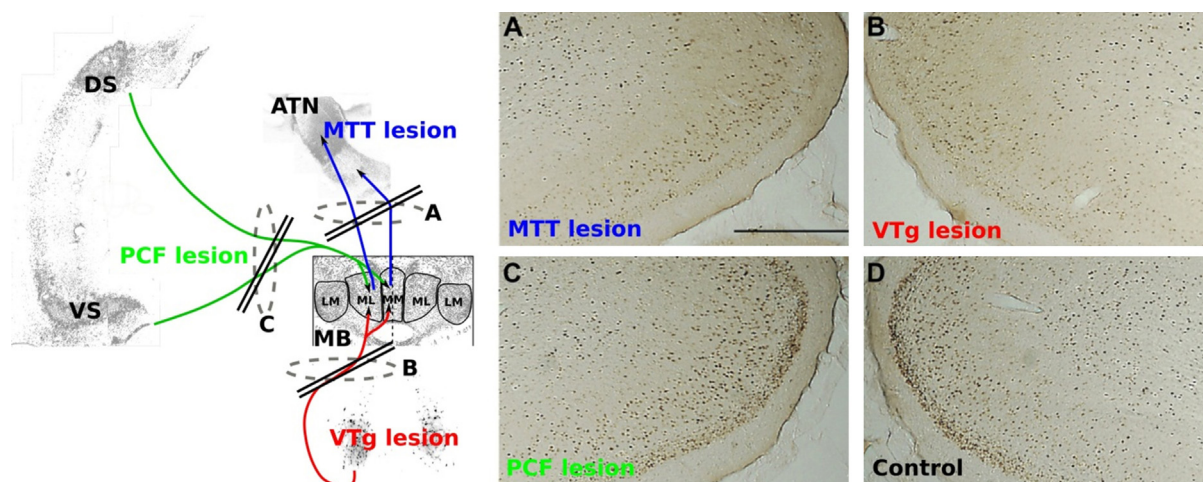 DS
ATN
MTT lesion
A
PCF lesion
VS
C
LM
ML
MM
ML
LM
MB
B
VTg lesion
A
MTT lesion
B
VTg lesion
C
PCF lesion
D
Control